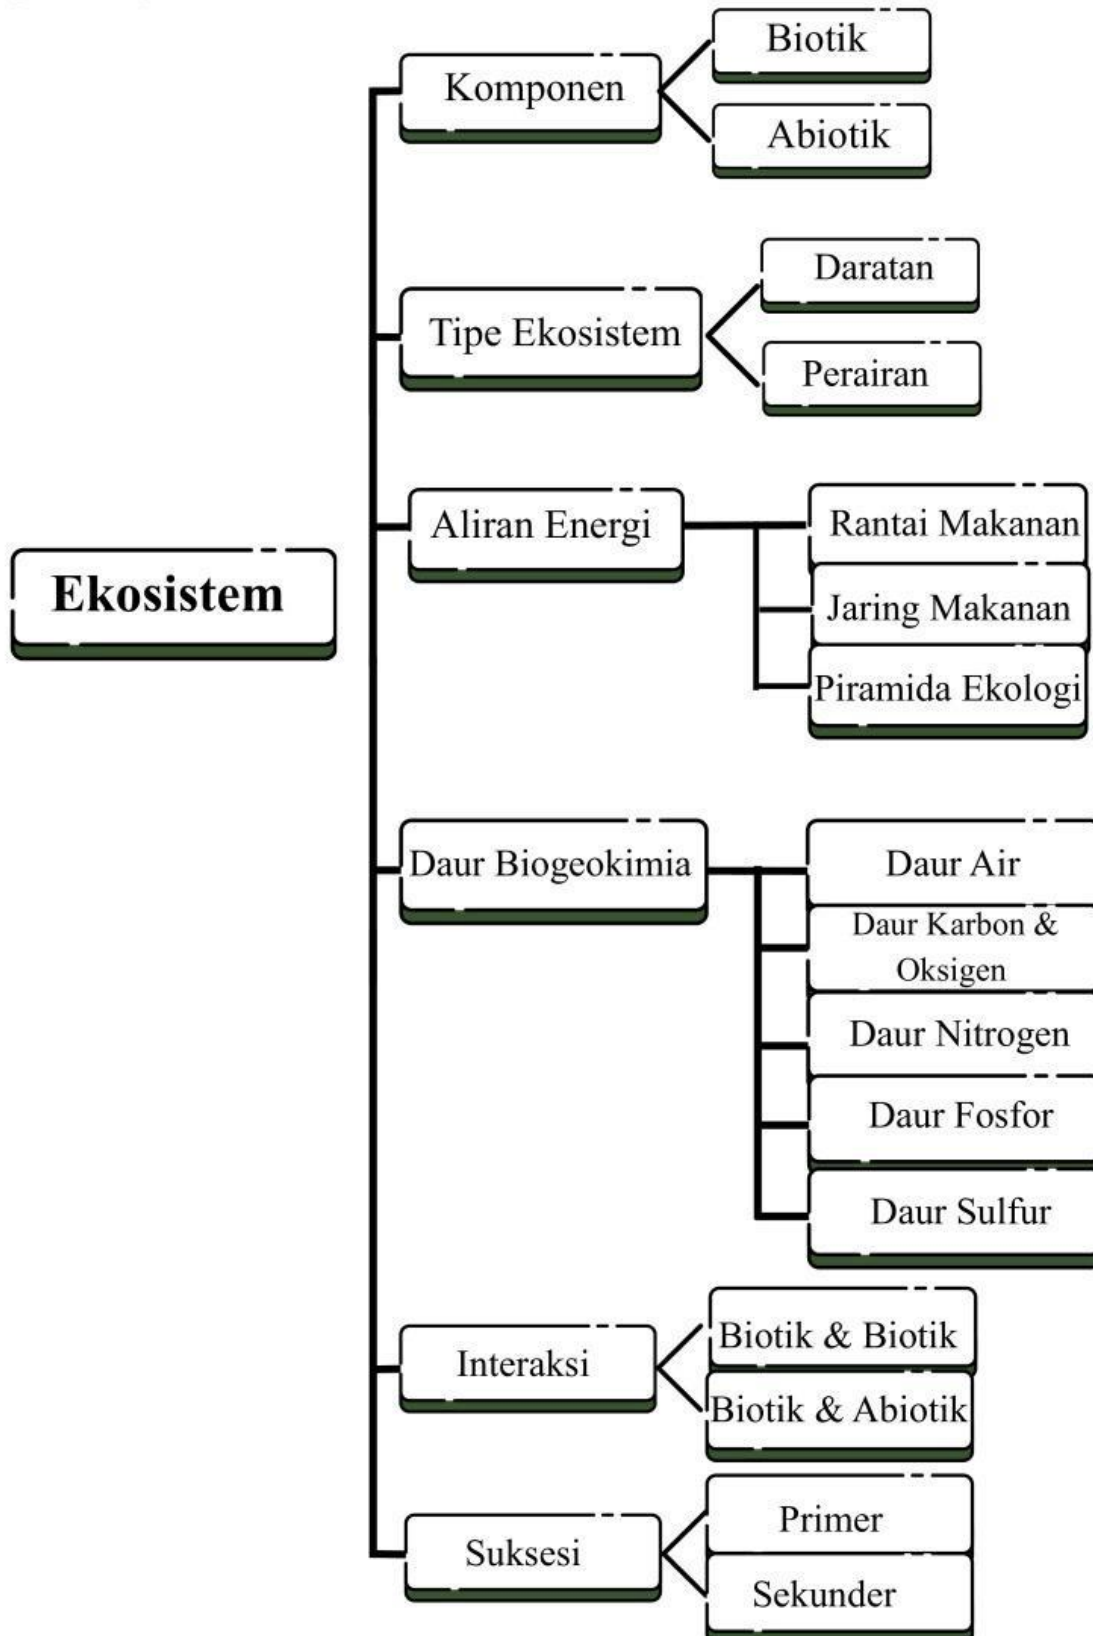 Ekosistem
Komponen
Biotik
Abiotik
Tipe Ekosistem
Daratan
Perairan
Aliran Energi
Rantai Makanan
Jaring Makanan
Piramida Ekologi
Daur Biogeokimia
Daur Air
Daur Karbon &
Oksigen
Daur Nitrogen
Daur Fosfor
Daur Sulfur
Interaksi
Biotik & Biotik
Biotik & Abiotik
Suksesi
Primer
Sekunder